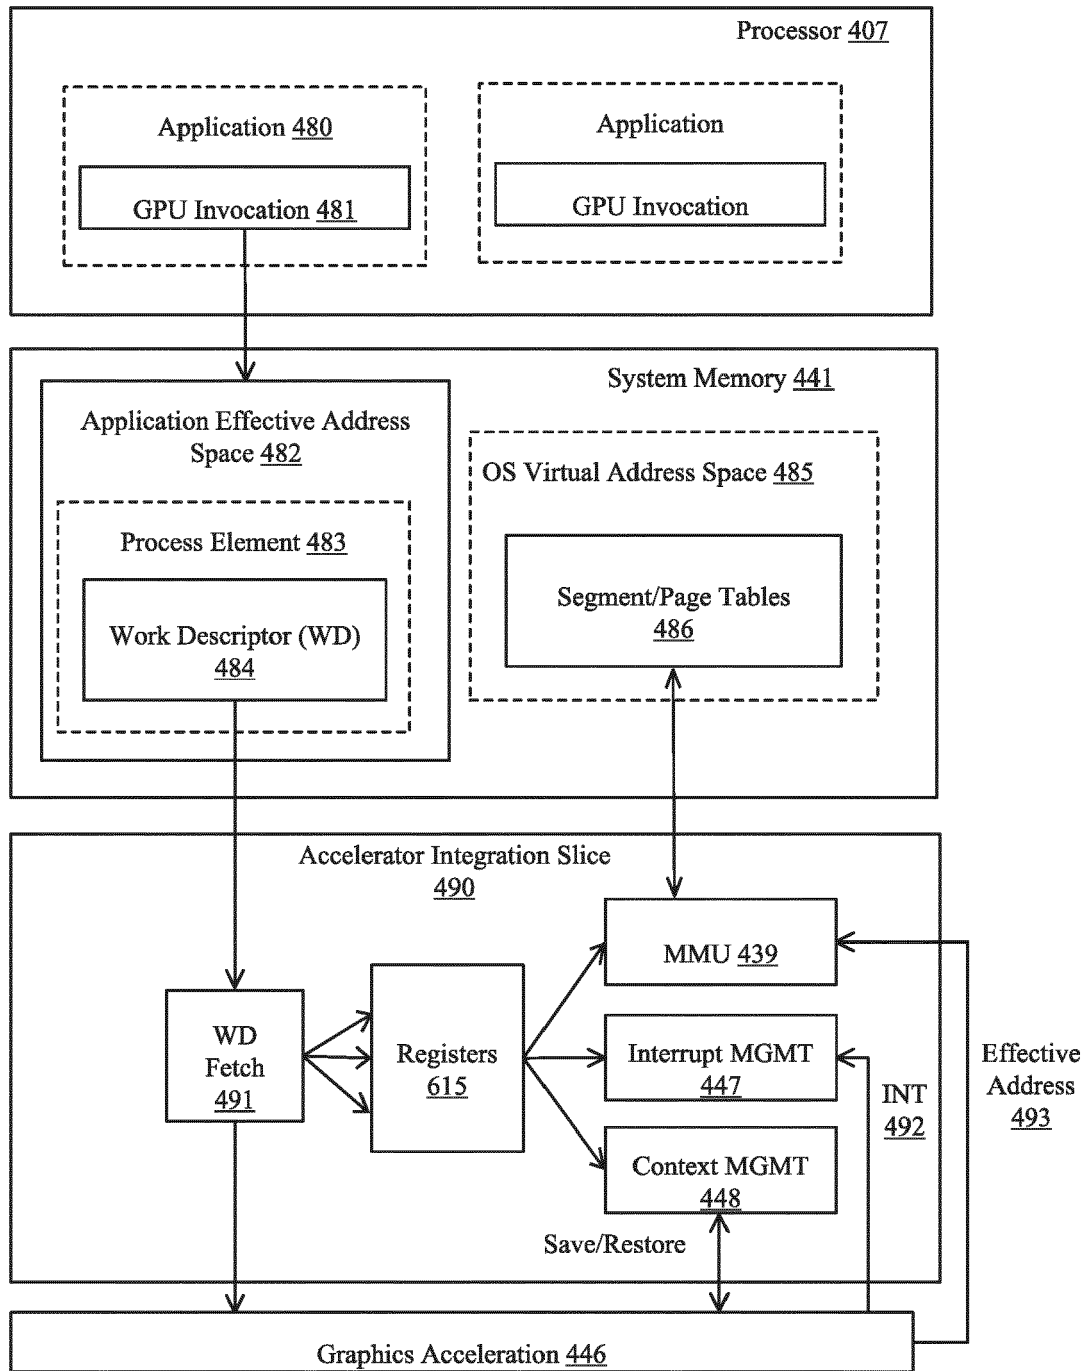 Processor 407
Application 480
GPU Invocation 481
Application
GPU Invocation
System Memory 441
Application Effective Address
Space 482
Process Element 483
Work Descriptor (WD)
484
OS Virtual Address Space 485
Segment/Page Tables
486
Accelerator Integration Slice
490
WD
Fetch
491
Registers
615
MMU 439
Interrupt MGMT
447
Context MGMT
448
Save/Restore
INT
492
Effective
Address
493
Graphics Acceleration 446